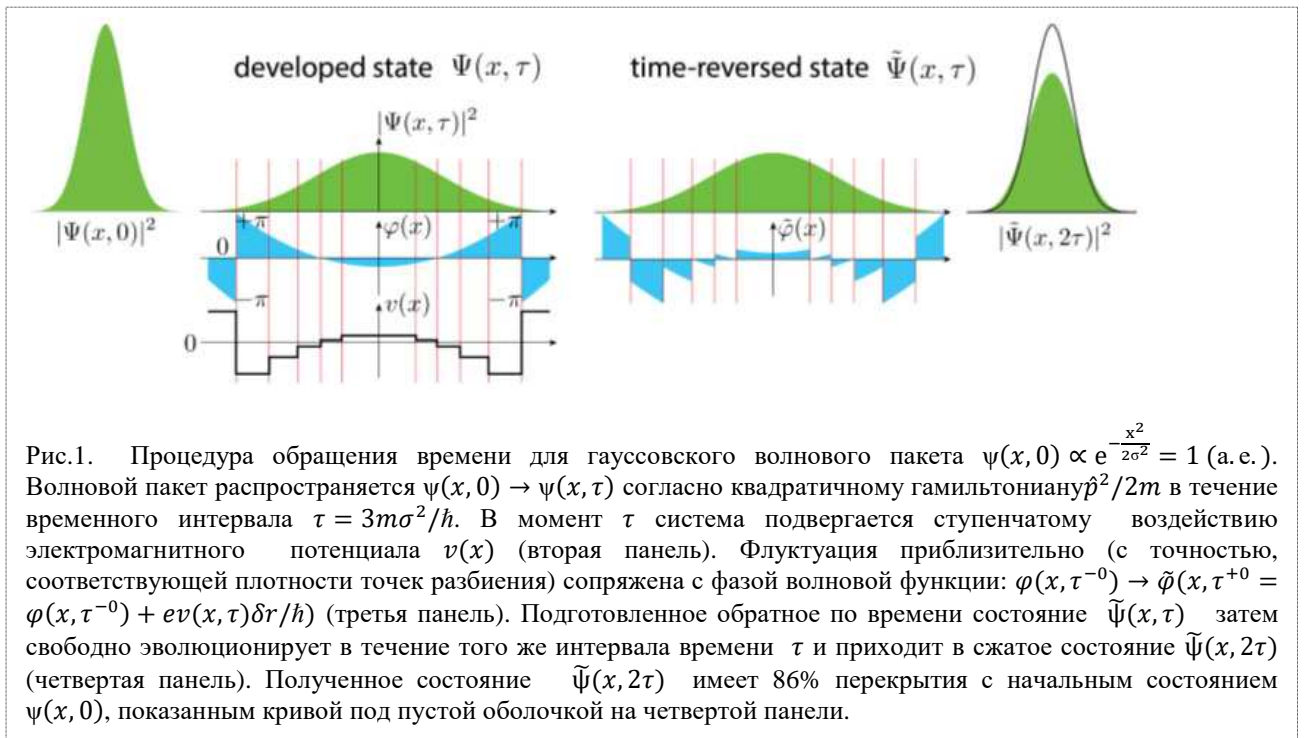 developed state Ψ(x, τ)
time-reversed state Ψ̃(x, τ)
|Ψ(x, τ)|²
|Ψ(x, 0)|²
+π
φ(x)
+π
0
−π
v(x)
−π
0
φ̃(x)
|Ψ̃(x, 2τ)|²
Рис.1. Процедура обращения времени для гауссовского волнового пакета ψ(x, 0) ∝ e^{−x²/2σ²} = 1 (а. е.).
Волновой пакет распространяется ψ(x, 0) → ψ(x, τ) согласно квадратичному гамильтониану p̂²/2m в течение
временного интервала τ = 3mσ²/ℏ. В момент τ система подвергается ступенчатому воздействию
электромагнитного потенциала v(x) (вторая панель). Флуктуация приблизительно (с точностью,
соответствующей плотности точек разбиения) сопряжена с фазой волновой функции: φ(x, τ⁻⁰) → φ̃(x, τ⁺⁰ =
φ(x, τ⁻⁰) + ev(x, τ)δr/ℏ) (третья панель). Подготовленное обратное по времени состояние ψ̃(x, τ) затем
свободно эволюционирует в течение того же интервала времени τ и приходит в сжатое состояние ψ̃(x, 2τ)
(четвертая панель). Полученное состояние ψ̃(x, 2τ) имеет 86% перекрытия с начальным состоянием
ψ(x, 0), показанным кривой под пустой оболочкой на четвертой панели.